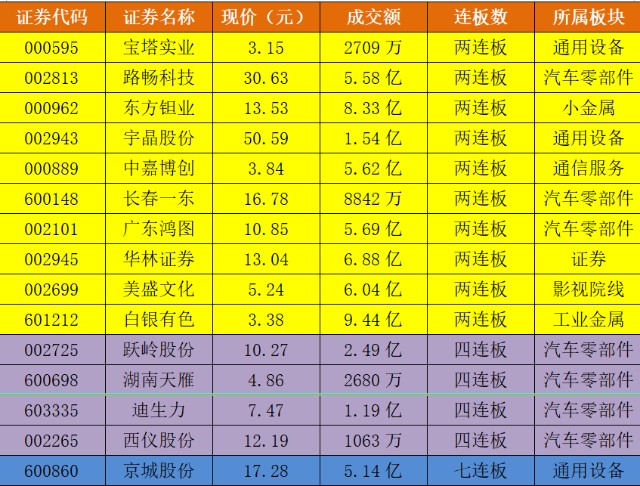 证券代码 证券名称 现价（元） 成交额 连板数 所属板块
000595 宝塔实业 3.15 2709 万 两连板 通用设备
002813 路畅科技 30.63 5.58 亿 两连板 汽车零部件
000962 东方钽业 13.53 8.33 亿 两连板 小金属
002943 宇晶股份 50.59 1.54 亿 两连板 通用设备
000889 中嘉博创 3.84 5.62 亿 两连板 通信服务
600148 长春一东 16.78 8842 万 两连板 汽车零部件
002101 广东鸿图 10.85 5.69 亿 两连板 汽车零部件
002945 华林证券 13.04 6.88 亿 两连板 证券
002699 美盛文化 5.24 6.04 亿 两连板 影视院线
601212 白银有色 3.38 9.44 亿 两连板 工业金属
002725 跃岭股份 10.27 2.49 亿 四连板 汽车零部件
600698 湖南天雁 4.86 2680 万 四连板 汽车零部件
603335 迪生力 7.47 1.19 亿 四连板 汽车零部件
002265 西仪股份 12.19 1063 万 四连板 汽车零部件
600860 京城股份 17.28 5.14 亿 七连板 通用设备